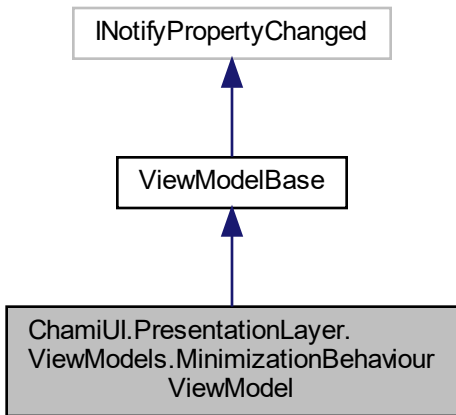 INotifyPropertyChanged
ViewModelBase
ChamiUI.PresentationLayer.
ViewModels.MinimizationBehaviour
ViewModel